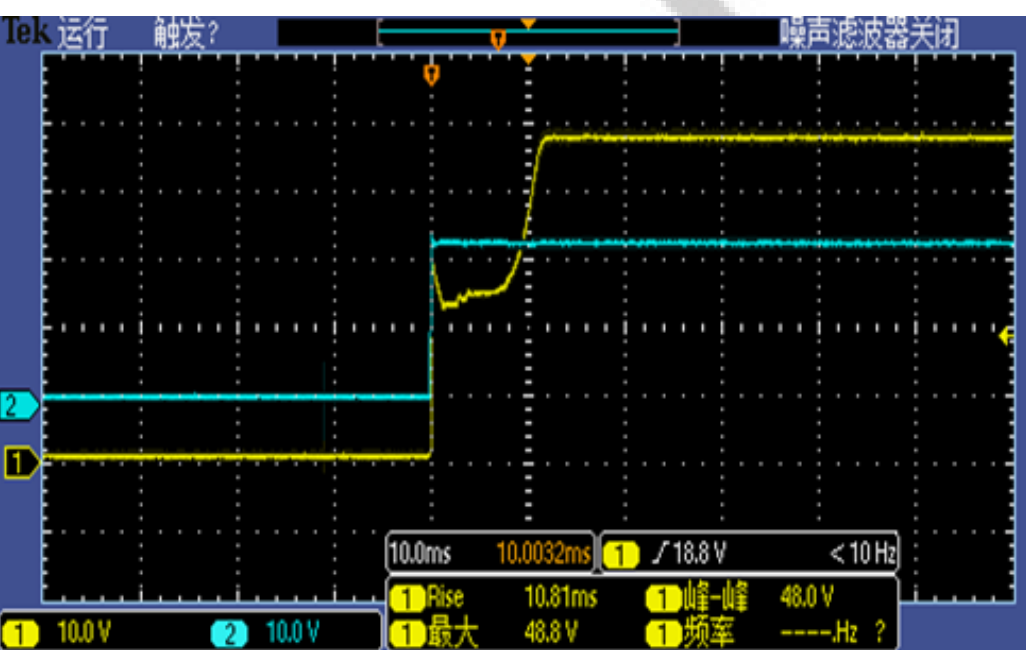 Tek 运行 触发? 噪声滤波器关闭
2
1
10.0ms 10.0032ms 1 18.8 V < 10 Hz
1 Rise 10.81ms 1 峰-峰 48.0 V
1 10.0 V 2 10.0 V 1 最大 48.8 V 1 频率 ----.Hz ?